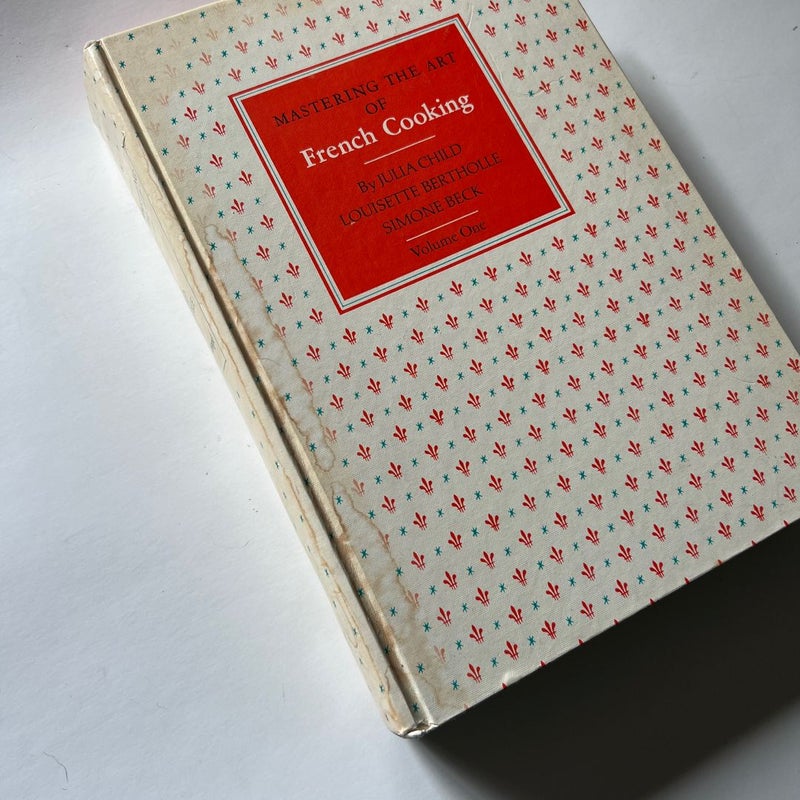 MASTERING THE ART
OF
French Cooking
By JULIA CHILD
LOUISETTE BERTHOLLE
SIMONE BECK
Volume One